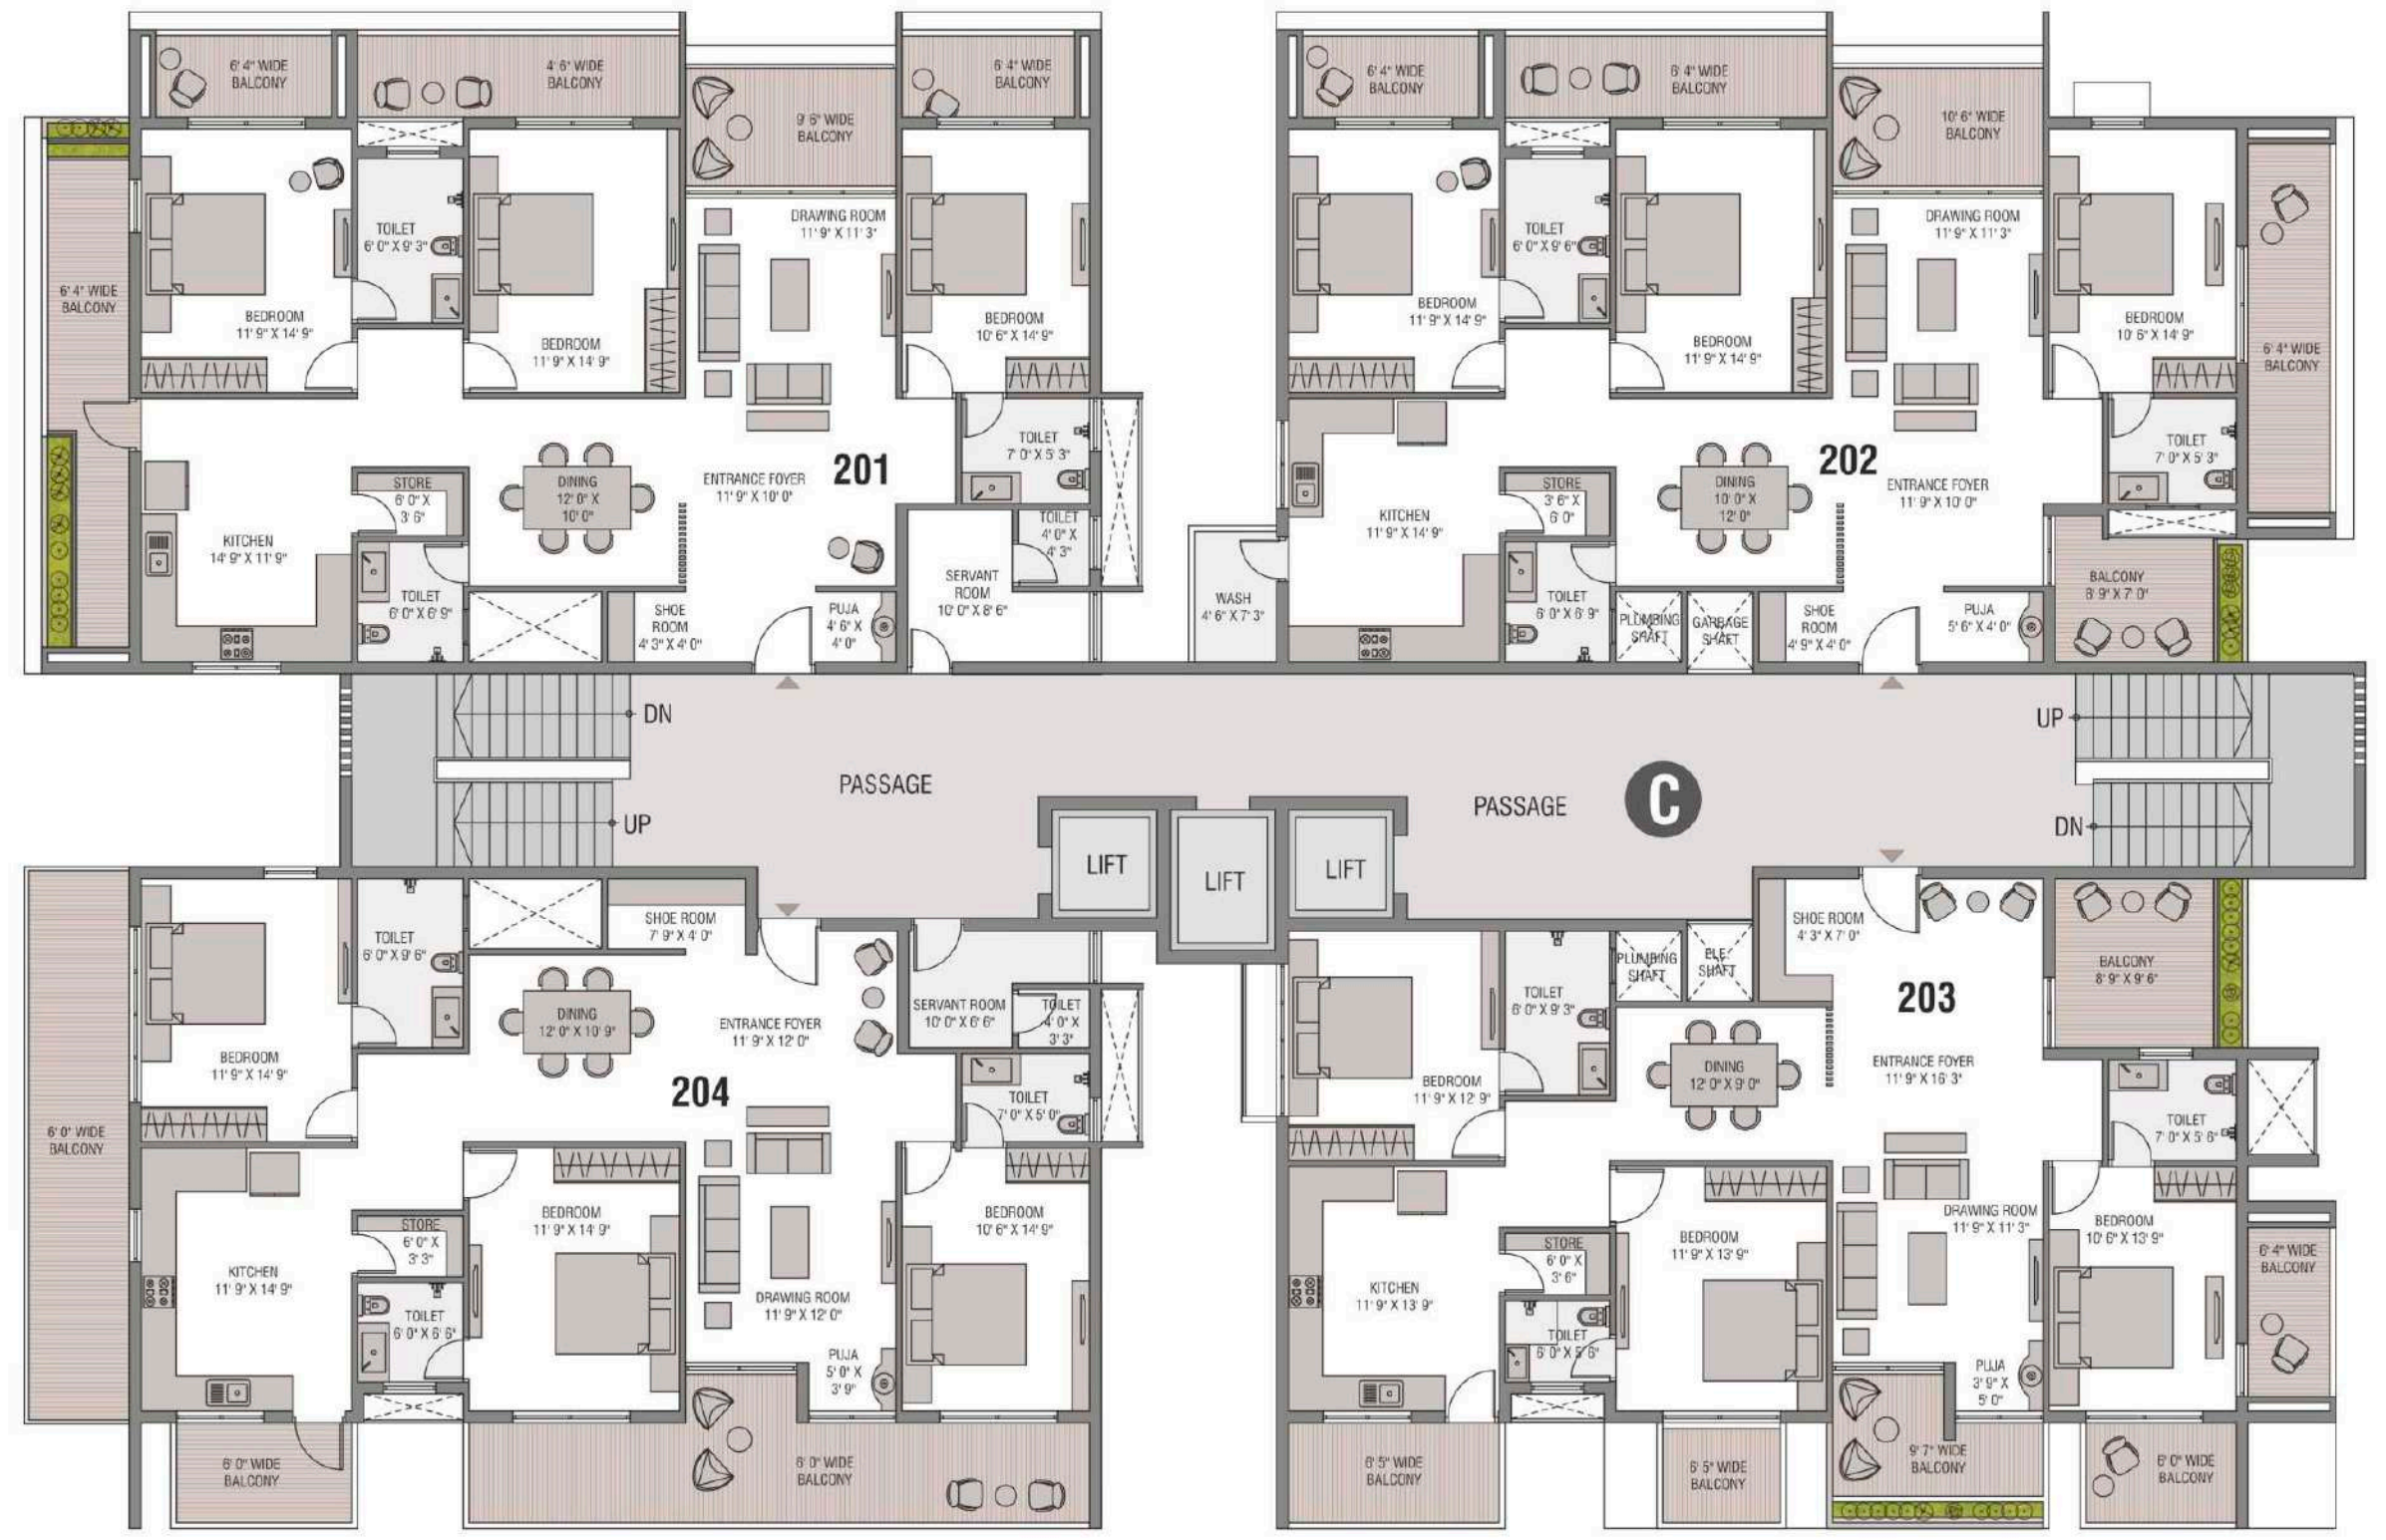 6' 4" WIDE
BALCONY
4' 6" WIDE
BALCONY
9' 6" WIDE
BALCONY
6' 4" WIDE
BALCONY
6' 4" WIDE
BALCONY
BEDROOM
11' 9" X 14' 9"
TOILET
6' 0" X 9' 3"
BEDROOM
11' 9" X 14' 9"
DRAWING ROOM
11' 9" X 11' 3"
BEDROOM
10' 6" X 14' 9"
TOILET
7' 0" X 5' 3"
201
ENTRANCE FOYER
11' 9" X 10' 0"
DINING
12' 0" X
10' 0"
STORE
6' 0" X
3' 6"
KITCHEN
14' 9" X 11' 9"
TOILET
6' 0" X 6' 9"
SHOE
ROOM
4' 3" X 4' 0"
PUJA
4' 6" X
4' 0"
SERVANT
ROOM
10' 0" X 8' 6"
TOILET
4' 0" X
4' 3"
6' 4" WIDE
BALCONY
6' 4" WIDE
BALCONY
10' 6" WIDE
BALCONY
BEDROOM
11' 9" X 14' 9"
TOILET
6' 0" X 9' 6"
BEDROOM
11' 9" X 14' 9"
DRAWING ROOM
11' 9" X 11' 3"
BEDROOM
10' 6" X 14' 9"
6' 4" WIDE
BALCONY
TOILET
7' 0" X 5' 3"
202
ENTRANCE FOYER
11' 9" X 10' 0"
DINING
10' 0" X
12' 0"
STORE
3' 6" X
6' 0"
KITCHEN
11' 9" X 14' 9"
WASH
4' 6" X 7' 3"
TOILET
6' 0" X 6' 9"
PLUMBING
SHAFT
GARBAGE
SHAFT
SHOE
ROOM
4' 9" X 4' 0"
PUJA
5' 6" X 4' 0"
BALCONY
8' 9" X 7' 0"
DN
UP
PASSAGE
LIFT
LIFT
LIFT
PASSAGE
C
UP
DN
6' 0" WIDE
BALCONY
BEDROOM
11' 9" X 14' 9"
TOILET
6' 0" X 9' 6"
SHOE ROOM
7' 9" X 4' 0"
DINING
12' 0" X 10' 9"
ENTRANCE FOYER
11' 9" X 12' 0"
204
SERVANT ROOM
10' 0" X 6' 6"
TOILET
4' 0" X
3' 3"
TOILET
7' 0" X 5' 0"
KITCHEN
11' 9" X 14' 9"
STORE
6' 0" X
3' 3"
TOILET
6' 0" X 6' 6"
BEDROOM
11' 9" X 14' 9"
DRAWING ROOM
11' 9" X 12' 0"
PUJA
5' 0" X
3' 9"
BEDROOM
10' 6" X 14' 9"
6' 0" WIDE
BALCONY
6' 0" WIDE
BALCONY
BEDROOM
11' 9" X 12' 9"
TOILET
6' 0" X 9' 3"
PLUMBING
SHAFT
ELE.
SHAFT
SHOE ROOM
4' 3" X 7' 0"
203
BALCONY
8' 9" X 9' 6"
DINING
12' 0" X 9' 0"
ENTRANCE FOYER
11' 9" X 16' 3"
TOILET
7' 0" X 5' 6"
KITCHEN
11' 9" X 13' 9"
STORE
6' 0" X
3' 6"
TOILET
6' 0" X 5' 6"
BEDROOM
11' 9" X 13' 9"
DRAWING ROOM
11' 9" X 11' 3"
PUJA
3' 9" X
5' 0"
BEDROOM
10' 6" X 13' 9"
6' 4" WIDE
BALCONY
6' 5" WIDE
BALCONY
6' 5" WIDE
BALCONY
9' 7" WIDE
BALCONY
6' 0" WIDE
BALCONY